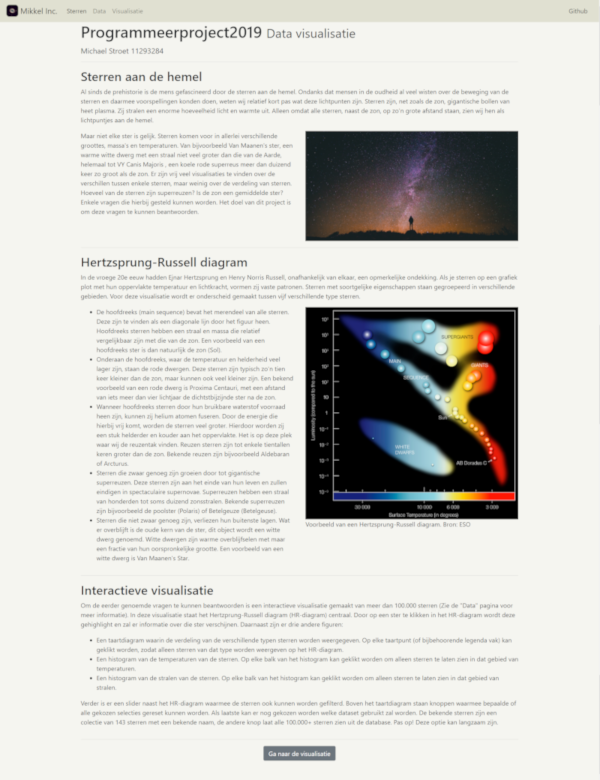 Mikkel Inc. Sterren Data Visualisatie Github
Programmeerproject2019 Data visualisatie
Michael Stroet 11293284
Sterren aan de hemel
Al sinds de prehistorie is de mens gefascineerd door de sterren aan de hemel. Ondanks dat mensen in de oudheid al veel wisten over de beweging van de
sterren en daarmee voorspellingen konden doen, weten wij relatief kort pas wat deze lichtpunten zijn. Sterren zijn, net zoals de zon, gigantische bollen van
heet plasma. Zij stralen een enorme hoeveelheid licht en warmte uit. Alleen omdat alle sterren, naast de zon, op zo'n grote afstand staan, zien wij hen als
lichtpuntjes aan de hemel.
Maar niet elke ster is gelijk. Sterren komen voor in allerlei verschillende
groottes, massa's en temperaturen. Van bijvoorbeeld Van Maanen's ster, een
warme witte dwerg met een straal niet veel groter dan die van de Aarde,
helemaal tot VY Canis Majoris , een koele rode superreus meer dan duizend
keer zo groot als de zon. Er zijn vrij veel visualisaties te vinden over de
verschillen tussen enkele sterren, maar weinig over de verdeling van sterren.
Hoeveel van de sterren zijn superreuzen? Is de zon een gemiddelde ster?
Enkele vragen die hierbij gesteld kunnen worden. Het doel van dit project is
om deze vragen te kunnen beantwoorden.
Hertzsprung-Russell diagram
In de vroege 20e eeuw hadden Ejnar Hertzsprung en Henry Norris Russell, onafhankelijk van elkaar, een opmerkelijke ondekking. Als je sterren op een grafiek
plot met hun oppervlakte temperatuur en lichtkracht, vormen zij vaste patronen. Sterren met soortgelijke eigenschappen staan gegroepeerd in verschillende
gebieden. Voor deze visualisatie wordt er onderscheid gemaakt tussen vijf verschillende type sterren:
De hoofdreeks (main sequence) bevat het merendeel van alle sterren.
Deze zijn te vinden als een diagonale lijn door het figuur heen.
Hoofdreeks sterren hebben een straal en massa die relatief
vergelijkbaar zijn met die van de zon. Een voorbeeld van een
hoofdreeks ster is dan natuurlijk de zon (Sol).
Onderaan de hoofdreeks, waar de temperatuur en helderheid veel
lager zijn, staan de rode dwergen. Deze sterren zijn typisch zo'n tien
keer kleiner dan de zon, maar kunnen ook veel kleiner zijn. Een bekend
voorbeeld van een rode dwerg is Proxima Centauri, met een afstand
van iets meer dan vier lichtjaar de dichtstbijzijnde ster na de zon.
Wanneer hoofdreeks sterren door hun bruikbare waterstof voorraad
heen zijn, kunnen zij helium atomen fuseren. Door de energie die
hierbij vrij komt, worden de sterren veel groter. Hierdoor worden zij
een stuk helderder en kouder aan het oppervlakte. Het is op deze plek
waar wij de reuzentak vinden. Reuzen sterren zijn tot enkele tientallen
keren groter dan de zon. Bekende reuzen zijn bijvoorbeeld Aldebaran
of Arcturus.
Sterren die zwaar genoeg zijn groeien door tot gigantische
superreuzen. Deze sterren zijn aan het einde van hun leven en zullen
eindigen in spectaculaire supernovae. Superreuzen hebben een straal
van honderden tot soms duizend zonsstralen. Bekende superreuzen
zijn bijvoorbeeld de poolster (Polaris) of Betelgeuze (Betelgeuse).
Sterren die niet zwaar genoeg zijn, verliezen hun buitenste lagen. Wat
er overblijft is de oude kern van de ster, dit object wordt een witte
dwerg genoemd. Witte dwergen zijn warme overblijfselen met maar
een fractie van hun oorspronkelijke grootte. Een voorbeeld van een
witte dwerg is Van Maanen's Star.
SUPERGIANTS
MAIN
SEQUENCE
GIANTS
Sun
WHITE
DWARFS
AB Doradus C
Luminosity (compared to the sun)
30 000 10 000 6 000 3 000
Surface Temperature (in degrees)
Voorbeeld van een Hertzsprung-Russell diagram. Bron: ESO
Interactieve visualisatie
Om de eerder genoemde vragen te kunnen beantwoorden is een interactieve visualisatie gemaakt van meer dan 100.000 sterren (Zie de "Data" pagina voor
meer informatie). In deze visualisatie staat het Hertzprung-Russell diagram (HR-diagram) centraal. Door op een ster te klikken in het HR-diagram wordt deze
gehighlight en zal er informatie over die ster verschijnen. Daarnaast zijn er drie andere figuren:
Een taartdiagram waarin de verdeling van de verschillende typen sterren worden weergegeven. Op elke taartpunt (of bijbehorende legenda vak) kan
geklikt worden, zodat alleen sterren van dat type worden weergeven op het HR-diagram.
Een histogram van de temperaturen van de sterren. Op elke balk van het histogram kan geklikt worden om alleen sterren te laten zien in dat gebied van
temperaturen.
Een histogram van de stralen van de sterren. Op elke balk van het histogram kan geklikt worden om alleen sterren te laten zien in dat gebied van
stralen.
Verder is er een slider naast het HR-diagram waarmee de sterren ook kunnen worden gefilterd. Boven het taartdiagram staan knoppen waarmee bepaalde of
alle gekozen selecties gereset kunnen worden. Als laatste kan er nog gekozen worden welke dataset gebruikt zal worden. De bekende sterren zijn een
colectie van 143 sterren met een bekende naam, de andere knop laat alle 100.000+ sterren zien uit de database. Pas op! Deze optie kan langzaam zijn.
Ga naar de visualisatie